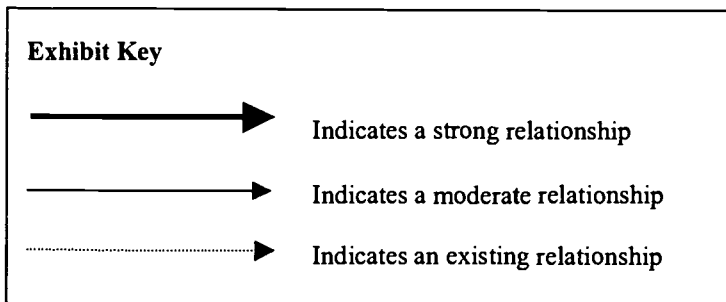 Exhibit Key
Indicates a strong relationship
Indicates a moderate relationship
Indicates an existing relationship